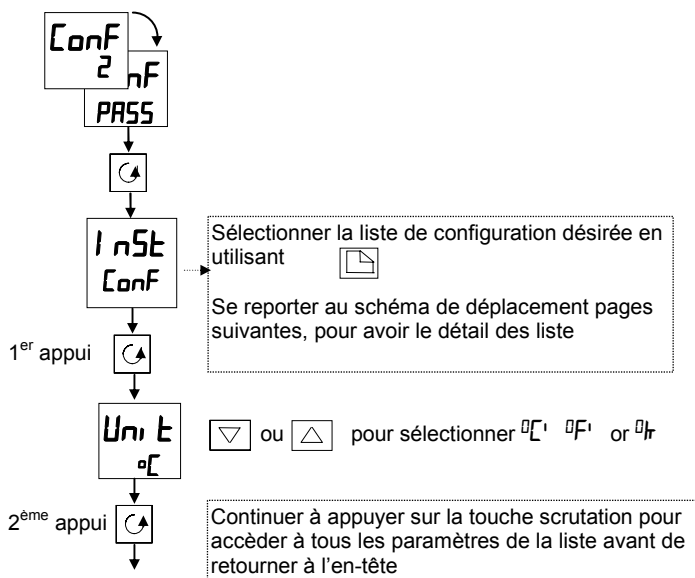 ConF
2
nF
PASS
InSt
ConF
Sélectionner la liste de configuration désirée en
utilisant
Se reporter au schéma de déplacement pages
suivantes, pour avoir le détail des liste
1er appui
Unit
°C
ou pour sélectionner °C' °F' or °k
2ème appui
Continuer à appuyer sur la touche scrutation pour
accèder à tous les paramètres de la liste avant de
retourner à l'en-tête